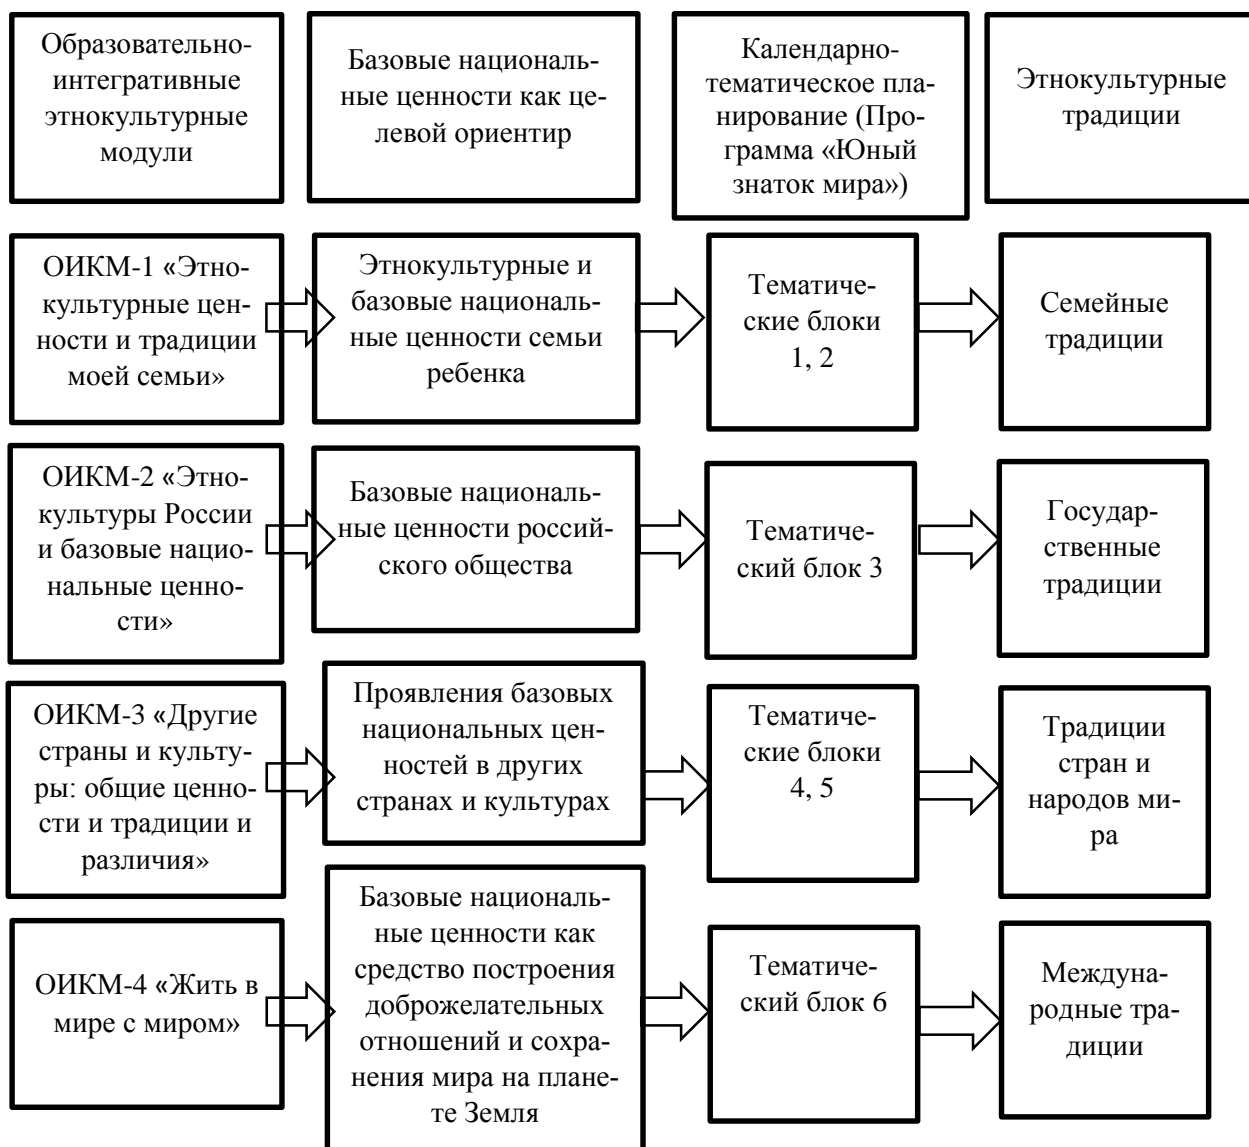 Образовательно-
интегративные
этнокультурные
модули
Базовые националь-
ные ценности как це-
левой ориентир
Календарно-
тематическое пла-
нирование (Про-
грамма «Юный
знаток мира»)
Этнокультурные
традиции
ОИКМ-1 «Этно-
культурные цен-
ности и традиции
моей семьи»
Этнокультурные и
базовые националь-
ные ценности семьи
ребенка
Тематиче-
ские блоки
1, 2
Семейные
традиции
ОИКМ-2 «Этно-
культуры России
и базовые нацио-
нальные ценно-
сти»
Базовые националь-
ные ценности россий-
ского общества
Тематиче-
ский блок 3
Государ-
ственные
традиции
ОИКМ-3 «Другие
страны и культу-
ры: общие ценно-
сти и традиции и
различия»
Проявления базовых
национальных цен-
ностей в других
странах и культурах
Тематиче-
ские блоки
4, 5
Традиции
стран и
народов ми-
ра
ОИКМ-4 «Жить в
мире с миром»
Базовые националь-
ные ценности как
средство построения
доброжелательных
отношений и сохра-
нения мира на плане-
те Земля
Тематиче-
ский блок 6
Междуна-
родные тра-
диции